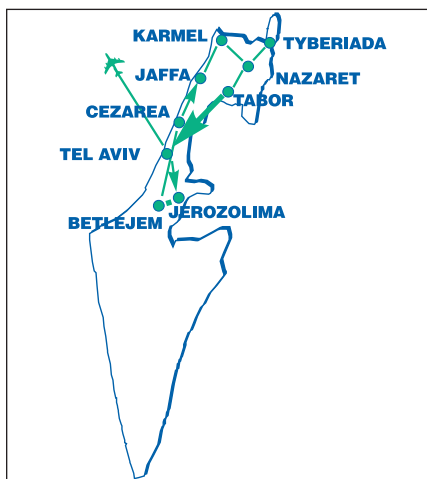 KARMEL
TYBERIADA
JAFFA
NAZARET
TABOR
CEZAREA
TEL AVIV
JEROZOLIMA
BETLEJEM